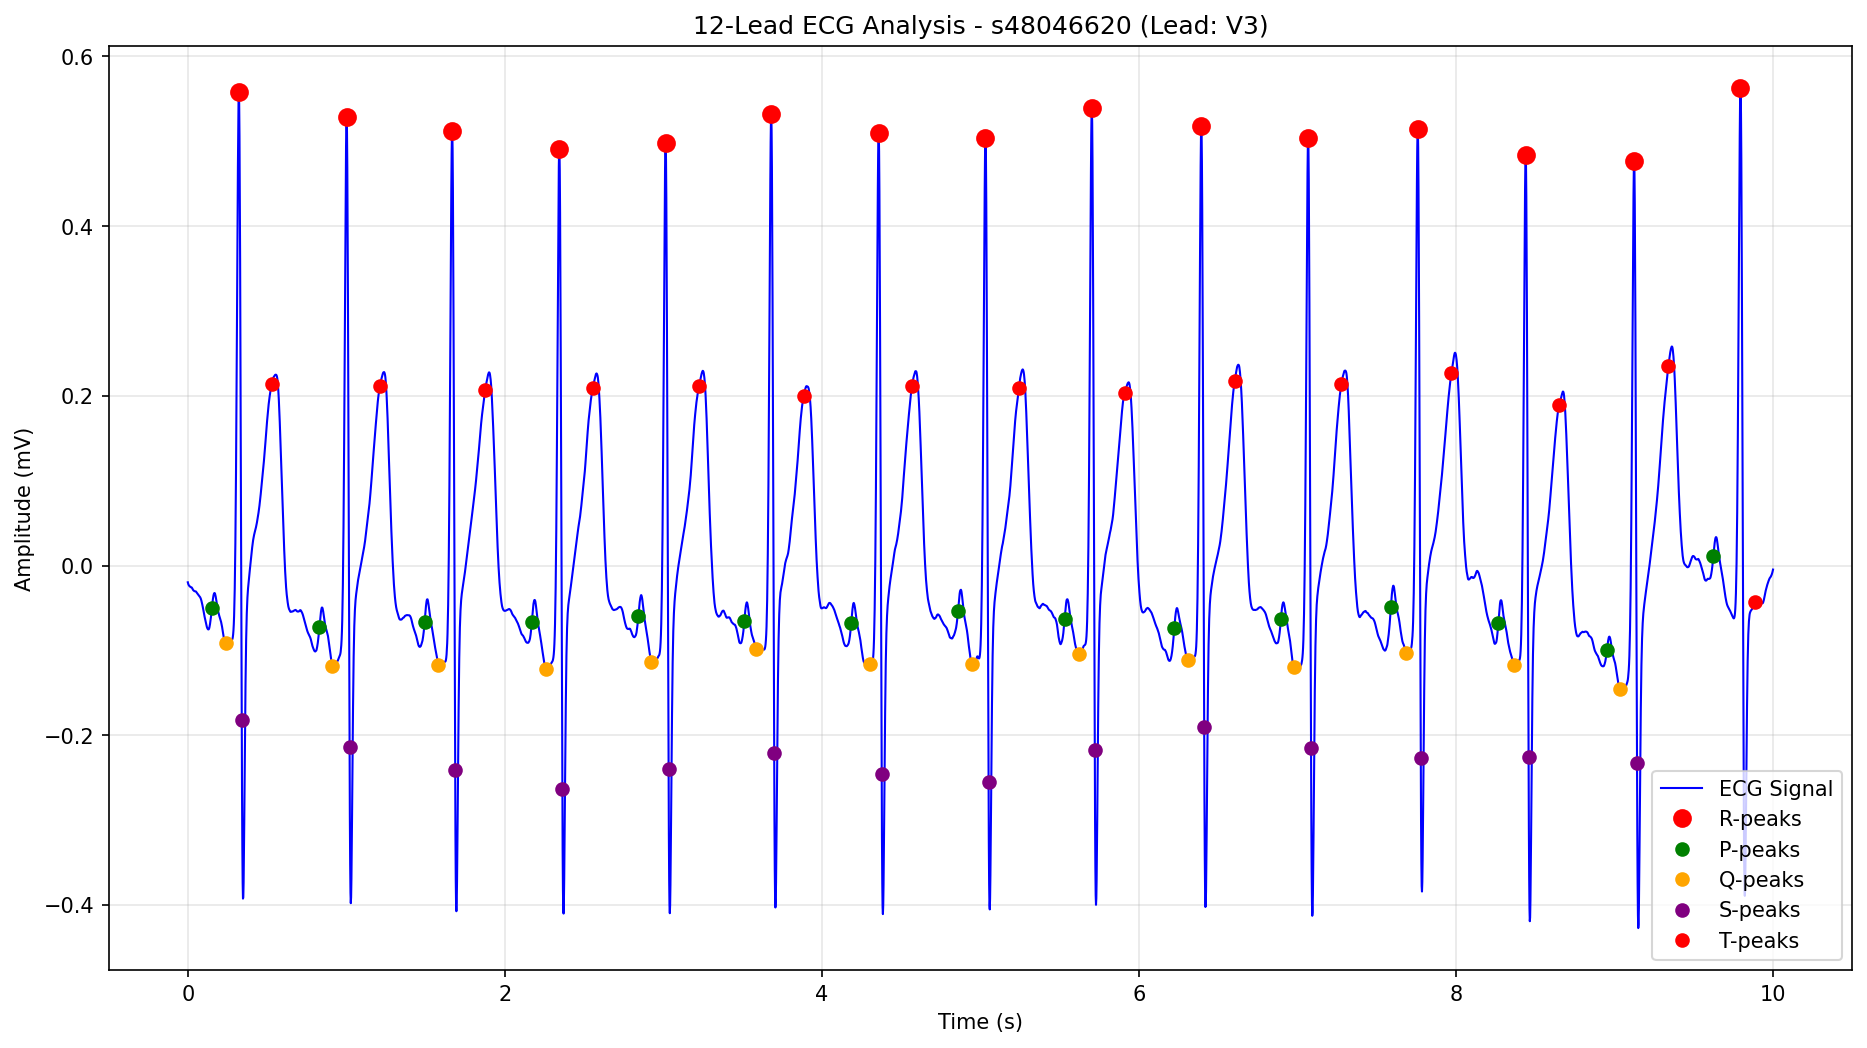 12-Lead ECG Analysis - s48046620 (Lead: V3)
Amplitude (mV)
0.6
0.4
0.2
0.0
−0.2
−0.4
0
2
4
6
8
10
Time (s)
ECG Signal
R-peaks
P-peaks
Q-peaks
S-peaks
T-peaks